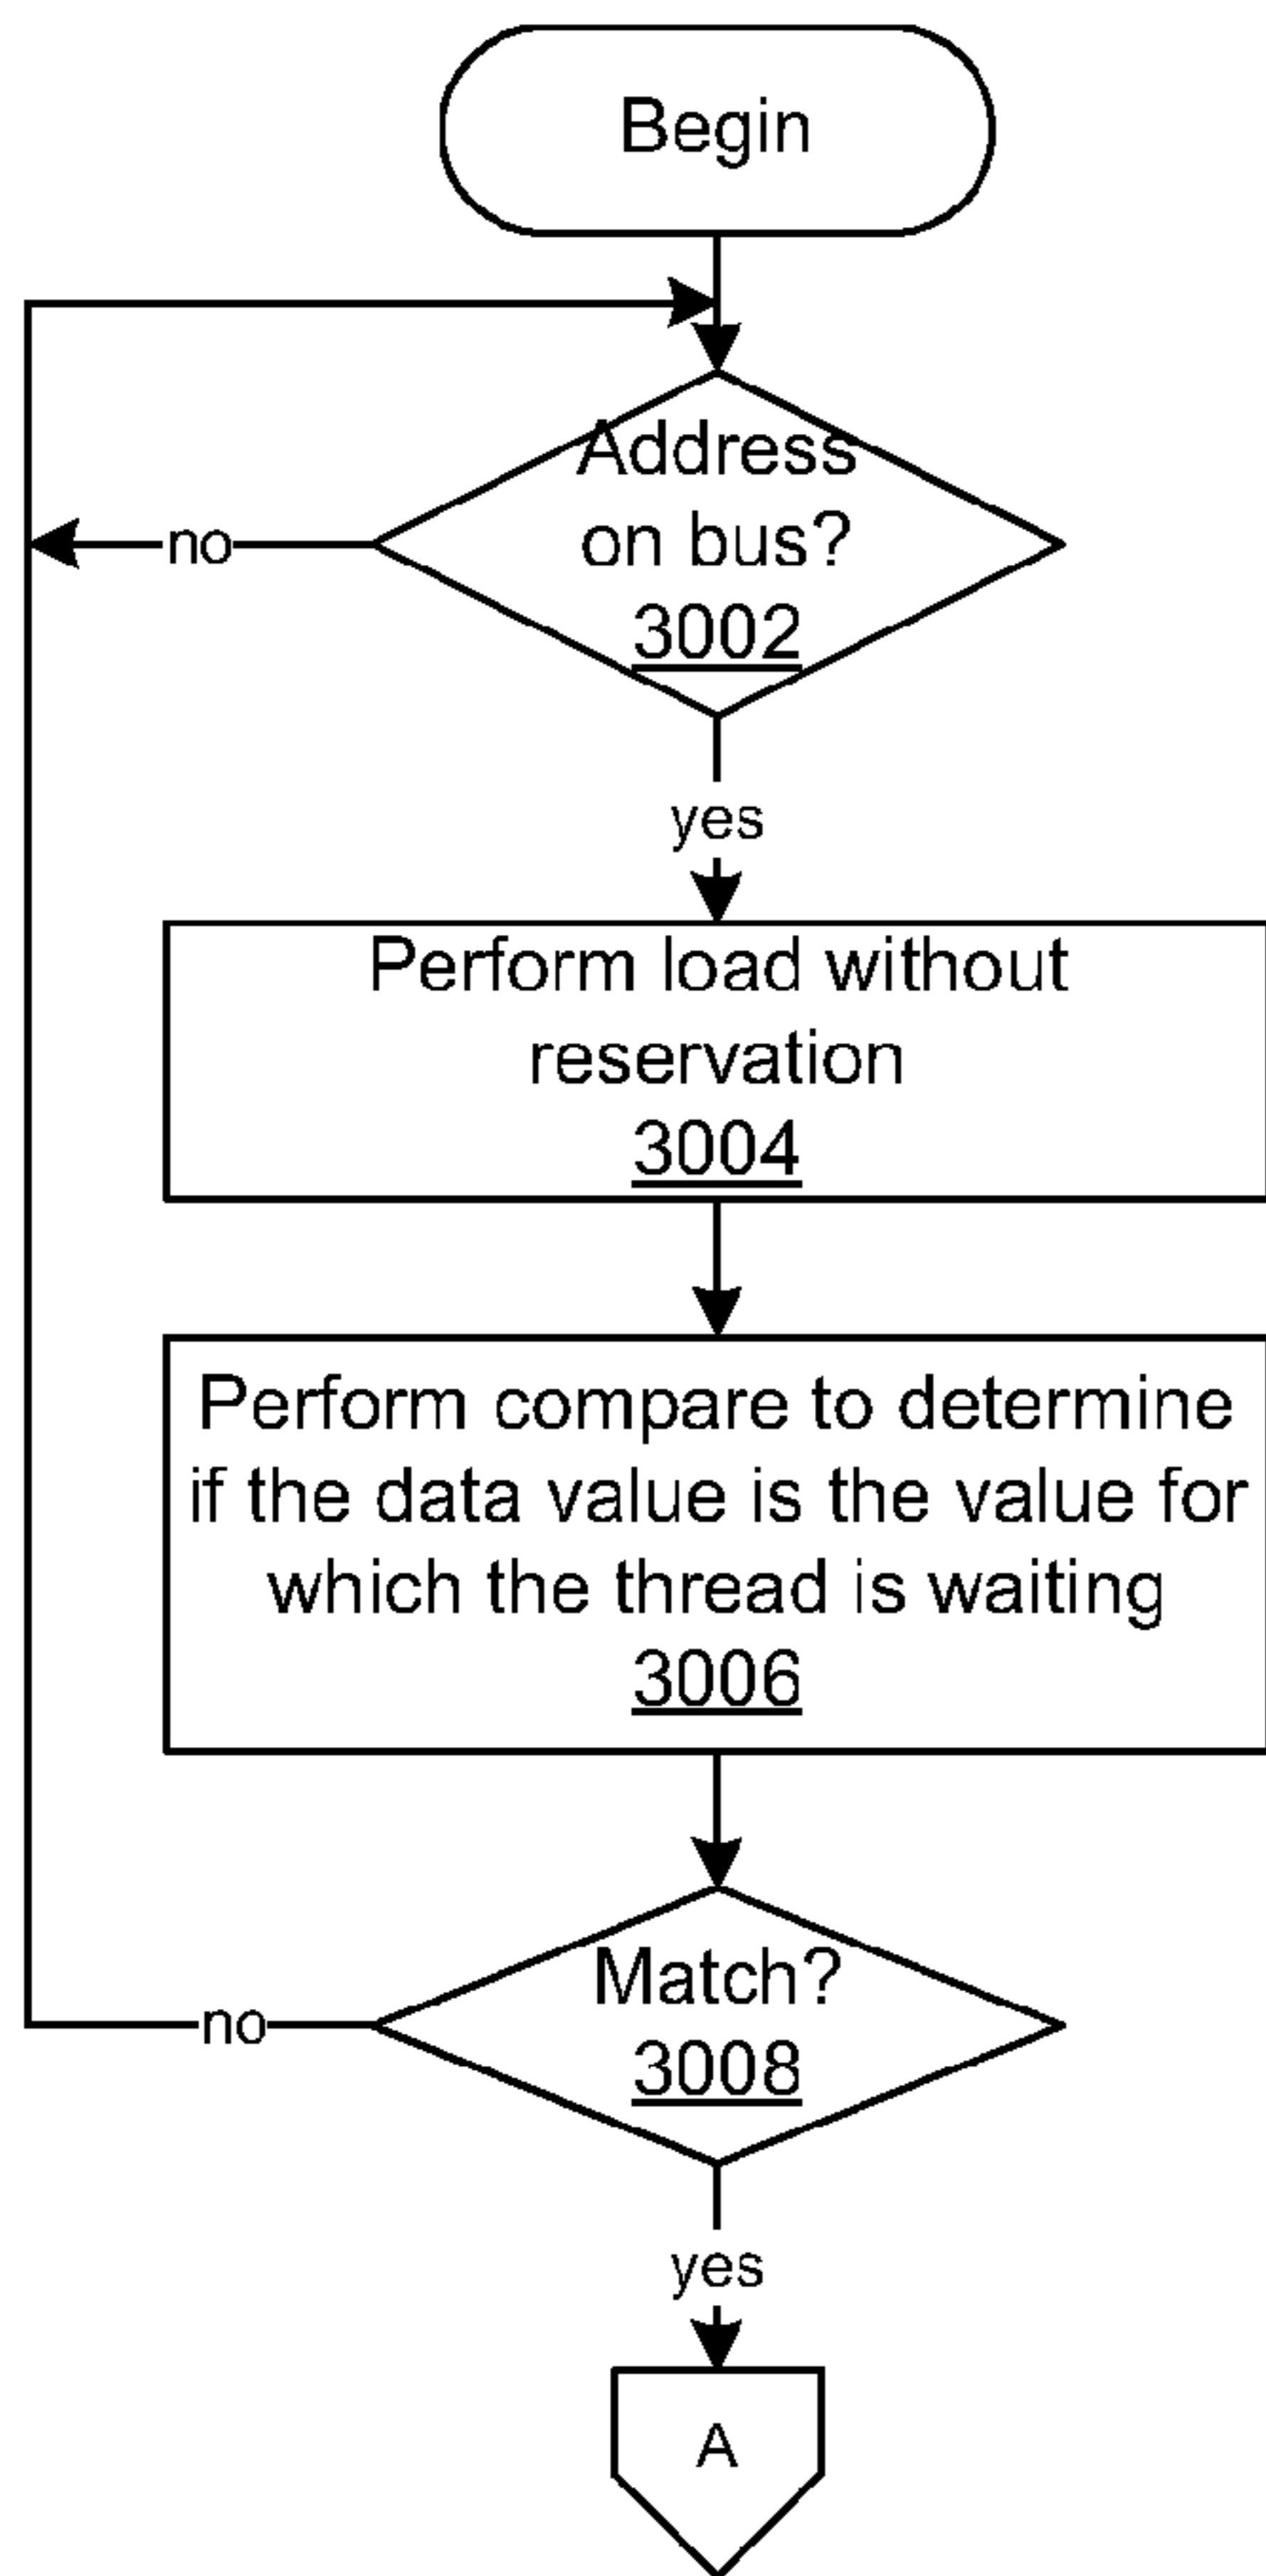 Begin
Address
on bus?
3002
no
yes
Perform load without
reservation
3004
Perform compare to determine
if the data value is the value for
which the thread is waiting
3006
Match?
3008
no
yes
A